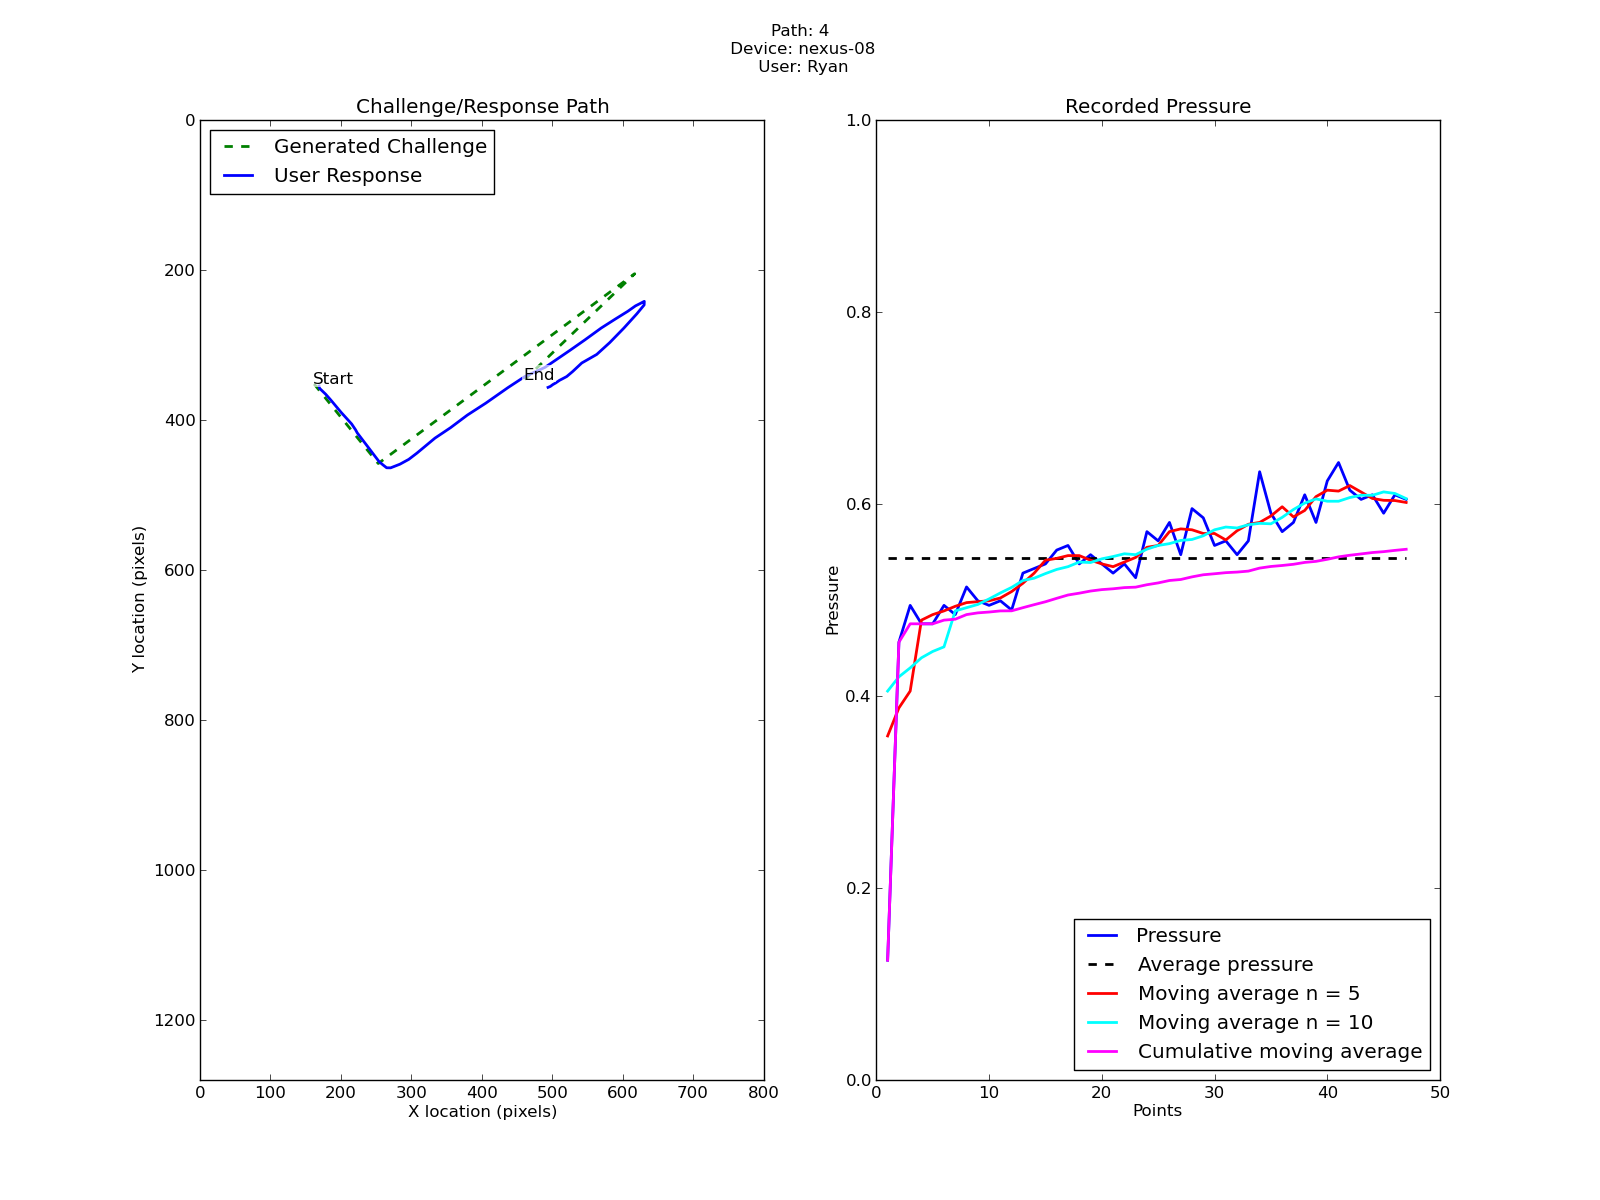 Path: 4
Device: nexus-08
User: Ryan
Challenge/Response Path
Generated Challenge
User Response
Start
End
0
200
400
600
800
1000
1200
Y location (pixels)
0 100 200 300 400 500 600 700 800
X location (pixels)
Recorded Pressure
1.0
0.8
0.6
0.4
0.2
0.0
Pressure
Pressure
Average pressure
Moving average n = 5
Moving average n = 10
Cumulative moving average
0 10 20 30 40 50
Points